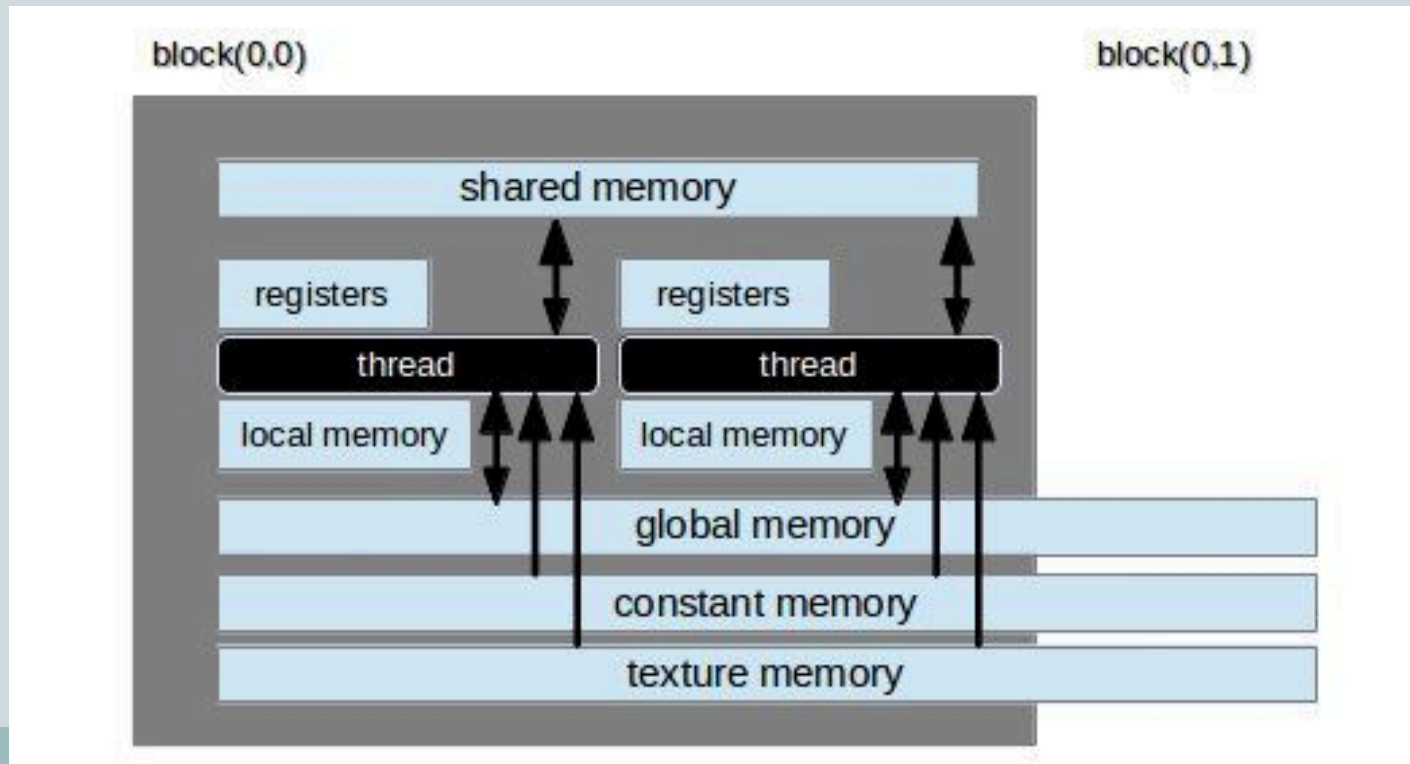 block(0,0) block(0,1)
shared memory
registers registers
thread thread
local memory local memory
global memory
constant memory
texture memory